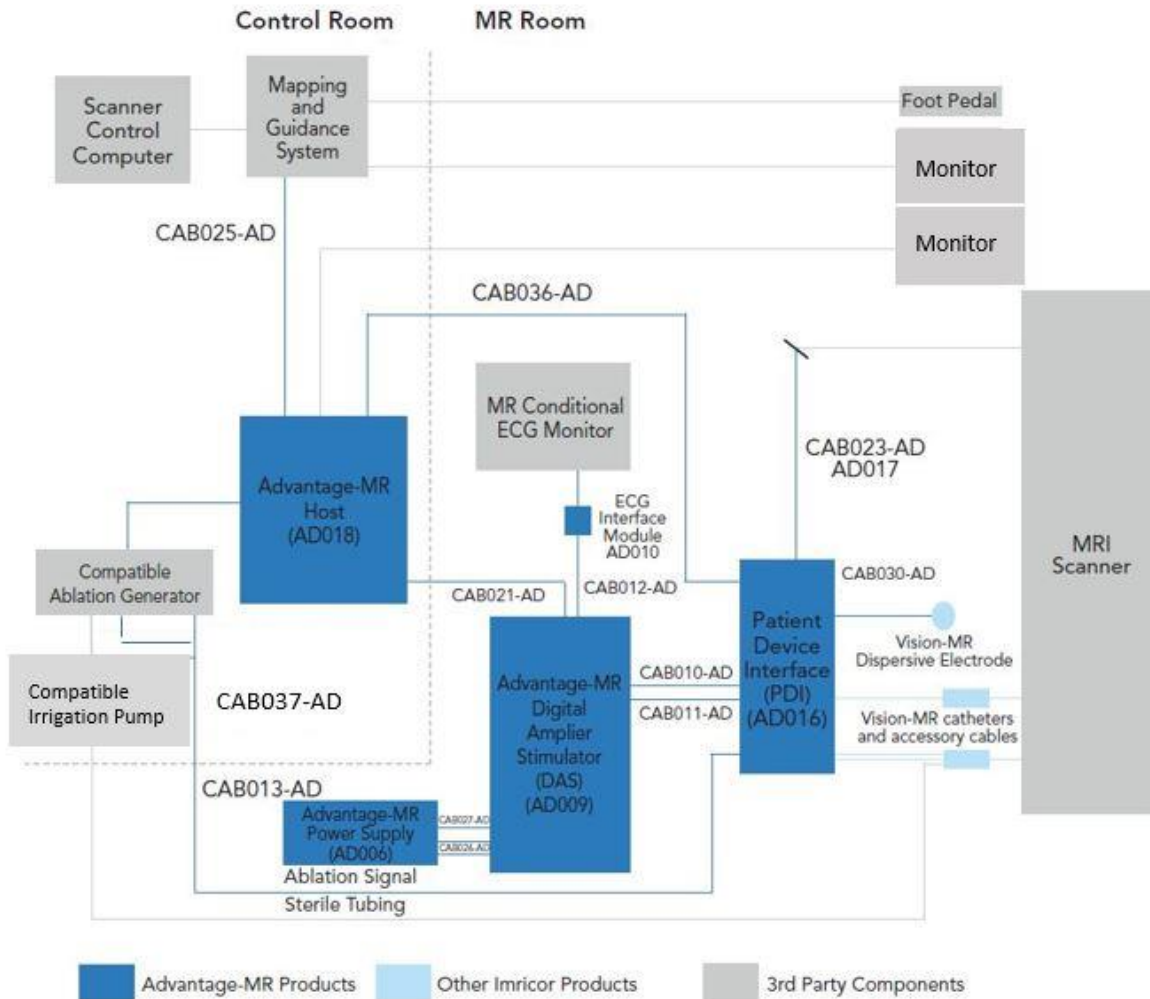 Control Room
MR Room
Scanner
Control
Computer
Mapping
and
Guidance
System
Foot Pedal
Monitor
Monitor
CAB025-AD
CAB036-AD
MR Conditional
ECG Monitor
CAB023-AD
AD017
MRI
Scanner
Advantage-MR
Host
(AD018)
ECG
Interface
Module
AD010
Compatible
Ablation Generator
CAB021-AD
CAB012-AD
CAB030-AD
Patient
Device
Interface
(PDI)
(AD016)
Vision-MR
Dispersive Electrode
Compatible
Irrigation Pump
CAB037-AD
Advantage-MR
Digital
Amplier
Stimulator
(DAS)
(AD009)
CAB010-AD
CAB011-AD
Vision-MR catheters
and accessory cables
CAB013-AD
Advantage-MR
Power Supply
(AD006)
CAB027-AD
CAB026-AD
Ablation Signal
Sterile Tubing
Advantage-MR Products
Other Imricor Products
3rd Party Components